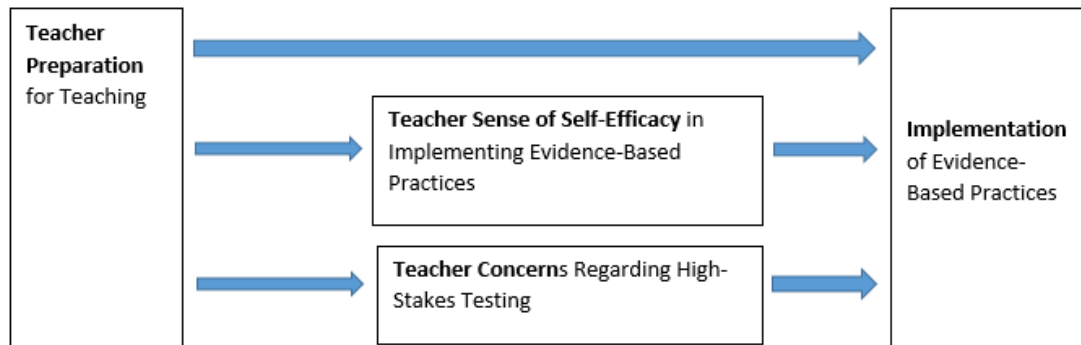 Teacher
Preparation
for Teaching
Teacher Sense of Self-Efficacy in
Implementing Evidence-Based
Practices
Teacher Concerns Regarding High-
Stakes Testing
Implementation
of Evidence-
Based Practices